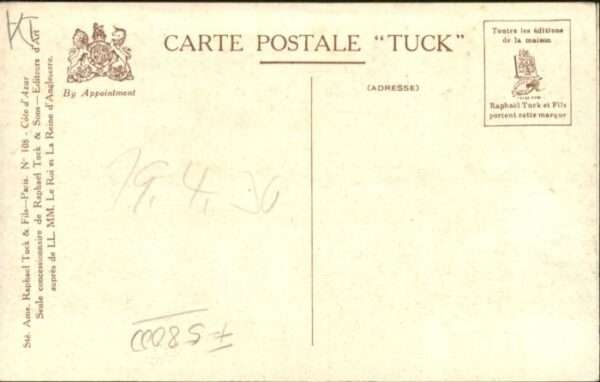 CARTE POSTALE "TUCK"
By Appointment
(ADRESSE)
Toutes les éditions
de la maison
Raphael Tuck et Fils
portent cette marque
Sté. Ame. Raphael Tuck & Fils—Paris. N° 108 - Côte d'Azur
Seule concessionnaire de Raphael Tuck & Sons—Editeurs d'Art
auprès de LL. MM. Le Roi et La Reine d'Angleterre.
19.4.30